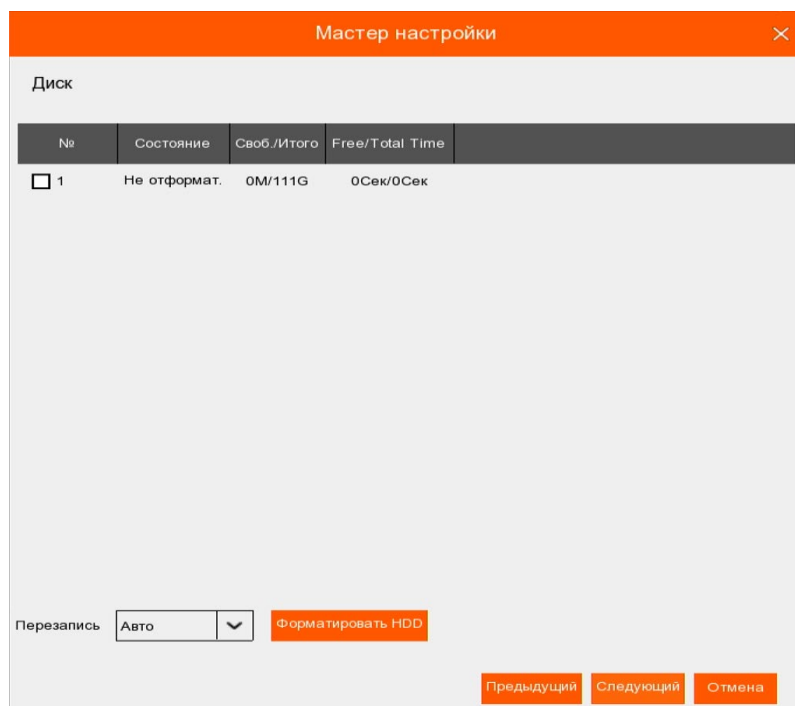 Мастер настройки
Диск
№ Состояние Своб./Итого Free/Total Time
1 Не отформат. 0М/111G 0Сек/0Сек
Перезапись Авто Форматировать HDD
Предыдущий Следующий Отмена